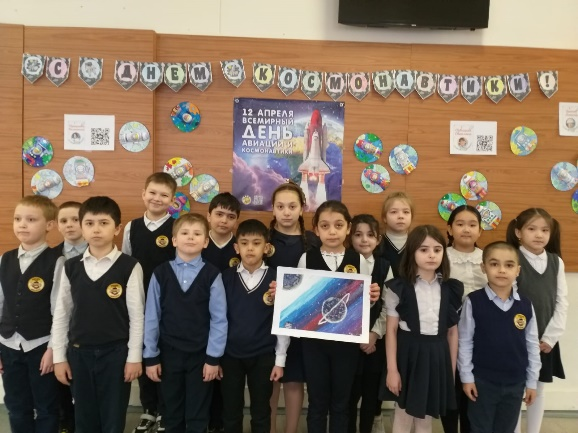 С ДНЕМ КОСМОНАВТИКИ!
12 АПРЕЛЯ
ВСЕМИРНЫЙ
ДЕНЬ
АВИАЦИИ И
КОСМОНАВТИКИ